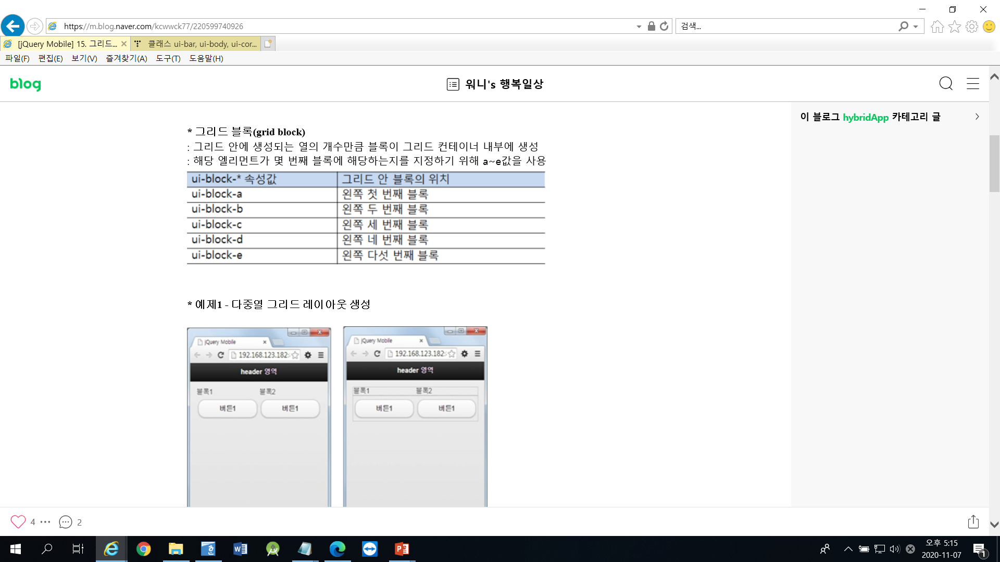 https://m.blog.naver.com/kcwwck77/220599740926
검색...
[jQuery Mobile] 15. 그리드...
클래스 ui-bar, ui-body, ui-cor...
파일(F) 편집(E) 보기(V) 즐겨찾기(A) 도구(T) 도움말(H)
blog
워니's 행복일상
이 블로그 hybridApp 카테고리 글
* 그리드 블록(grid block)
: 그리드 안에 생성되는 열의 개수만큼 블록이 그리드 컨테이너 내부에 생성
: 해당 엘리먼트가 몇 번째 블록에 해당하는지를 지정하기 위해 a~e값을 사용
ui-block-* 속성값 그리드 안 블록의 위치
ui-block-a 왼쪽 첫 번째 블록
ui-block-b 왼쪽 두 번째 블록
ui-block-c 왼쪽 세 번째 블록
ui-block-d 왼쪽 네 번째 블록
ui-block-e 왼쪽 다섯 번째 블록
* 예제1 - 다중열 그리드 레이아웃 생성
jQuery Mobile
192.168.123.182:
header 영역
블록1 블록2
버튼1 버튼1
jQuery Mobile
192.168.123.182:
header 영역
블록1 블록2
버튼1 버튼1
4
2
오후 5:15
2020-11-07
1